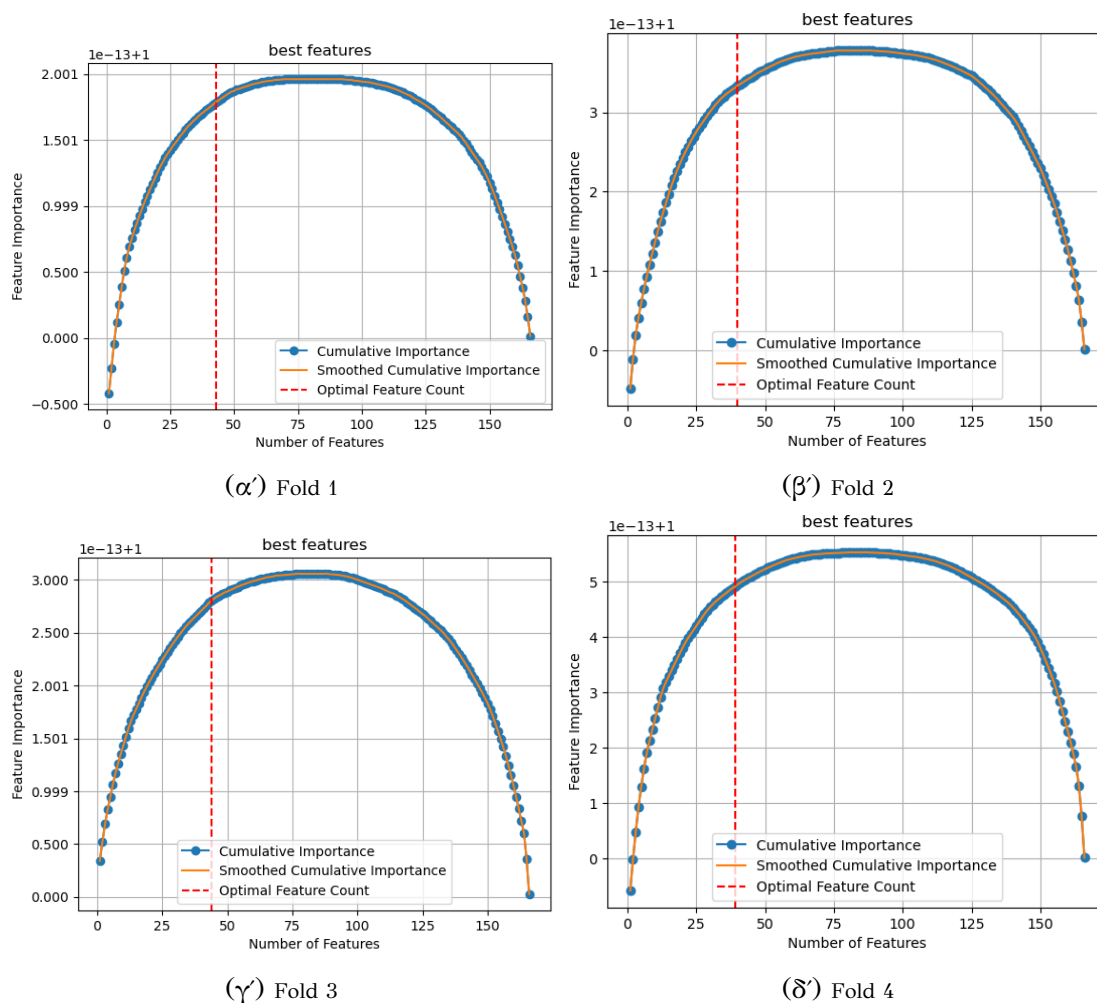 1e−13+1
best features
Feature Importance
2.001
1.501
0.999
0.500
0.000
−0.500
Cumulative Importance
Smoothed Cumulative Importance
Optimal Feature Count
0 25 50 75 100 125 150
Number of Features
(α΄) Fold 1
1e−13+1
best features
Feature Importance
3
2
1
0
Cumulative Importance
Smoothed Cumulative Importance
Optimal Feature Count
0 25 50 75 100 125 150
Number of Features
(β΄) Fold 2
1e−13+1
best features
Feature Importance
3.000
2.500
2.001
1.501
0.999
0.500
0.000
Cumulative Importance
Smoothed Cumulative Importance
Optimal Feature Count
0 25 50 75 100 125 150
Number of Features
(γ΄) Fold 3
1e−13+1
best features
Feature Importance
5
4
3
2
1
0
Cumulative Importance
Smoothed Cumulative Importance
Optimal Feature Count
0 25 50 75 100 125 150
Number of Features
(δ΄) Fold 4